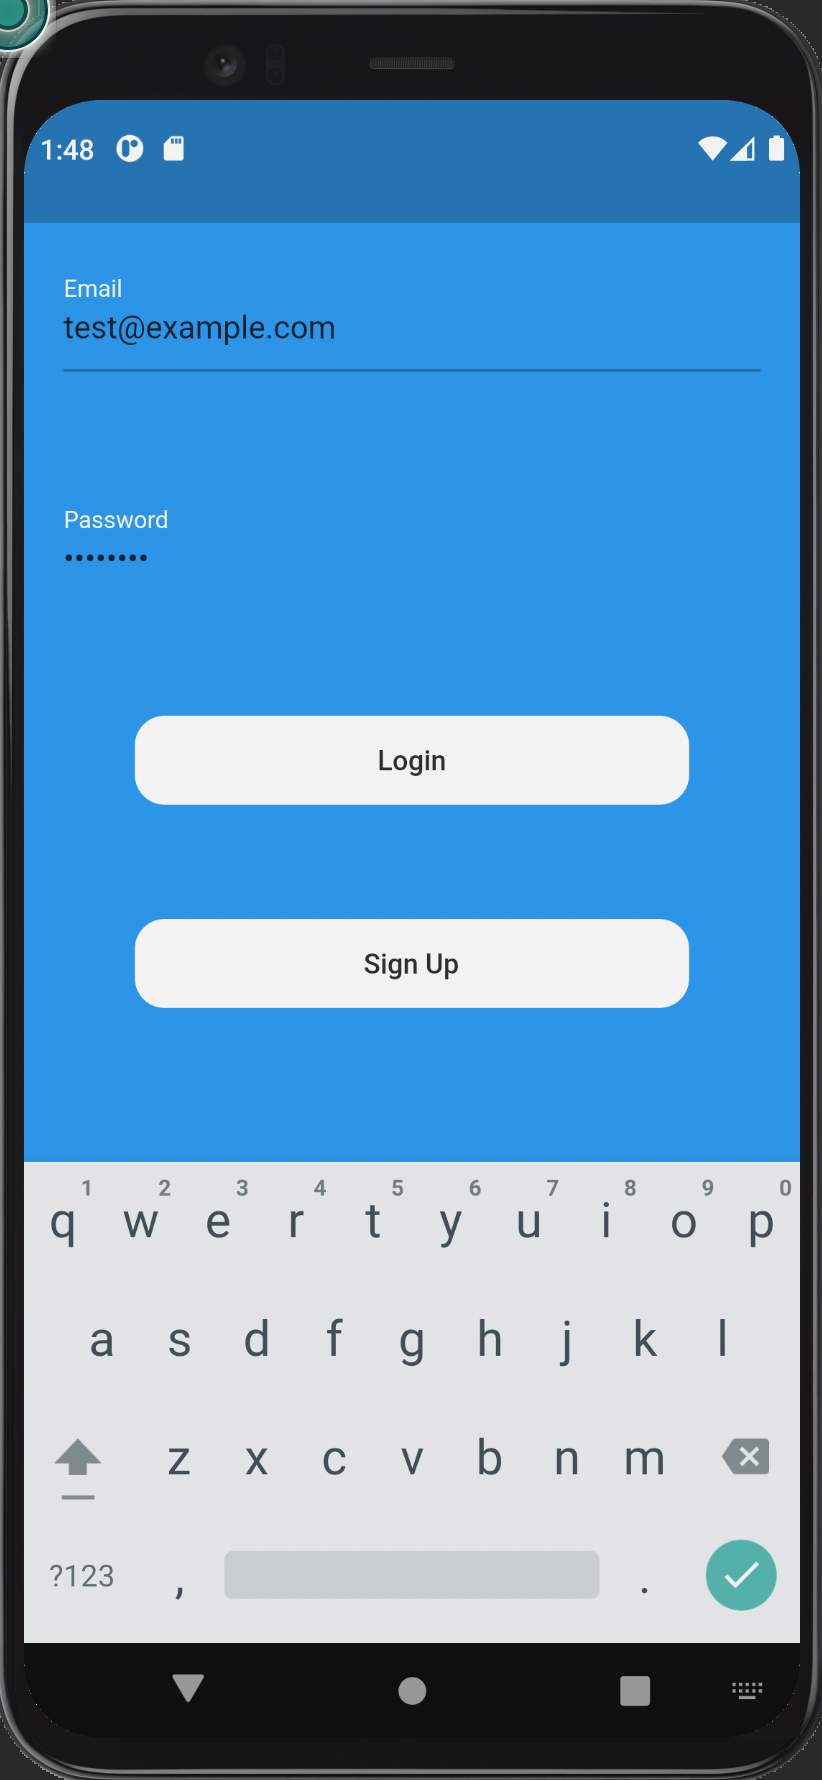 1:48
Email
test@example.com
Password
••••••••
Login
Sign Up
1 2 3 4 5 6 7 8 9 0
q w e r t y u i o p
a s d f g h j k l
z x c v b n m
?123 , .